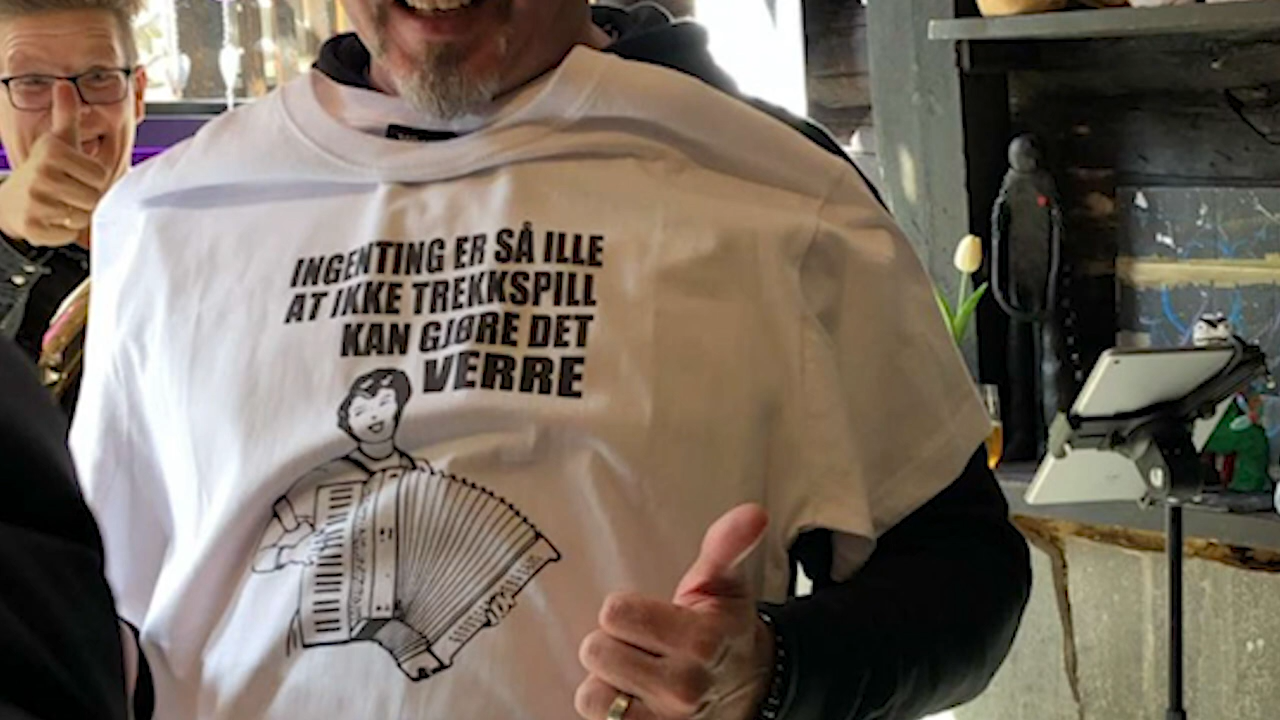 INGENTING ER SÅ ILLE
AT IKKE TREKKSPILL
KAN GJØRE DET
VERRE